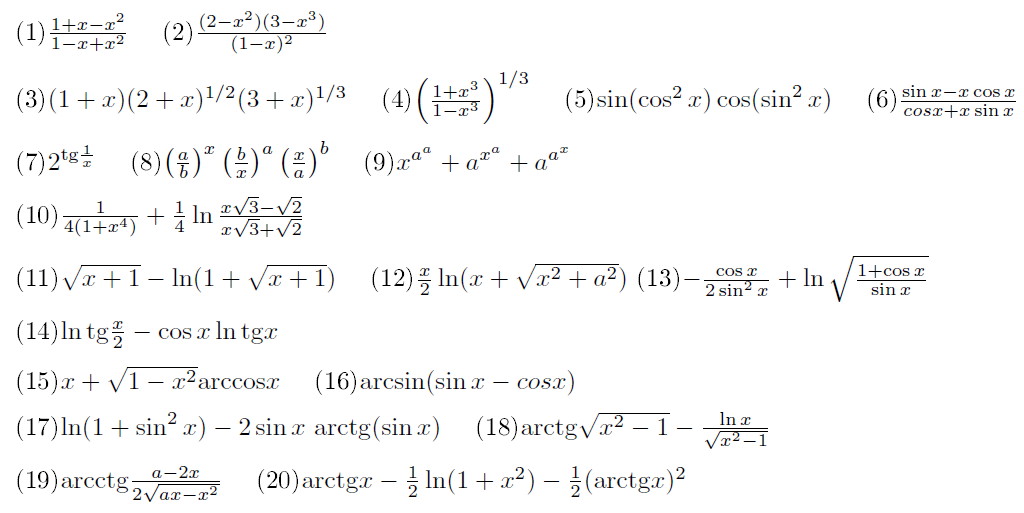 (1) $\frac{1+x-x^2}{1-x+x^2}$ (2) $\frac{(2-x^2)(3-x^3)}{(1-x)^2}$
(3) $(1+x)(2+x)^{1/2}(3+x)^{1/3}$ (4) $\left(\frac{1+x^3}{1-x^3}\right)^{1/3}$ (5) $\sin(\cos^2 x)\cos(\sin^2 x)$ (6) $\frac{\sin x-x\cos x}{cosx+x\sin x}$
(7) $2^{\text{tg}\frac{1}{x}}$ (8) $\left(\frac{a}{b}\right)^x\left(\frac{b}{x}\right)^a\left(\frac{x}{a}\right)^b$ (9) $x^{a^a}+a^{x^a}+a^{a^x}$
(10) $\frac{1}{4(1+x^4)}+\frac{1}{4}\ln\frac{x\sqrt{3}-\sqrt{2}}{x\sqrt{3}+\sqrt{2}}$
(11) $\sqrt{x+1}-\ln(1+\sqrt{x+1})$ (12) $\frac{x}{2}\ln(x+\sqrt{x^2+a^2})$ (13) $-\frac{\cos x}{2\sin^2 x}+\ln\sqrt{\frac{1+\cos x}{\sin x}}$
(14) $\ln\text{tg}\frac{x}{2}-\cos x\ln\text{tg}x$
(15) $x+\sqrt{1-x^2}\text{arccos}x$ (16) $\arcsin(\sin x-cosx)$
(17) $\ln(1+\sin^2 x)-2\sin x\ \text{arctg}(\sin x)$ (18) $\text{arctg}\sqrt{x^2-1}-\frac{\ln x}{\sqrt{x^2-1}}$
(19) $\text{arcctg}\frac{a-2x}{2\sqrt{ax-x^2}}$ (20) $\text{arctg}x-\frac{1}{2}\ln(1+x^2)-\frac{1}{2}(\text{arctg}x)^2$